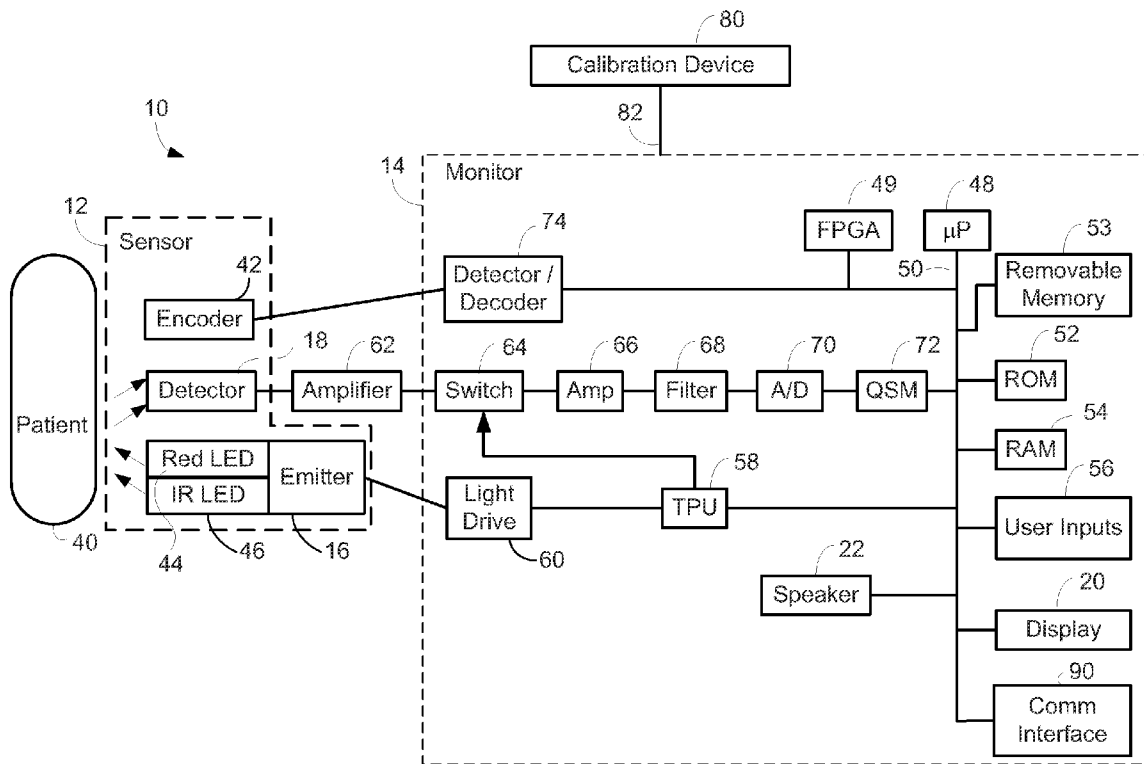 80
Calibration Device
10
82
14
Monitor
49
48
12
Sensor
74
FPGA
μP
53
42
50
Removable
Memory
Detector /
Decoder
Encoder
18
62
64
66
68
70
72
52
ROM
Detector
Amplifier
Switch
Amp
Filter
A/D
QSM
54
Patient
RAM
Red LED
Emitter
58
56
IR LED
Light
Drive
TPU
User Inputs
40
44
46
16
60
22
20
Speaker
Display
90
Comm
Interface